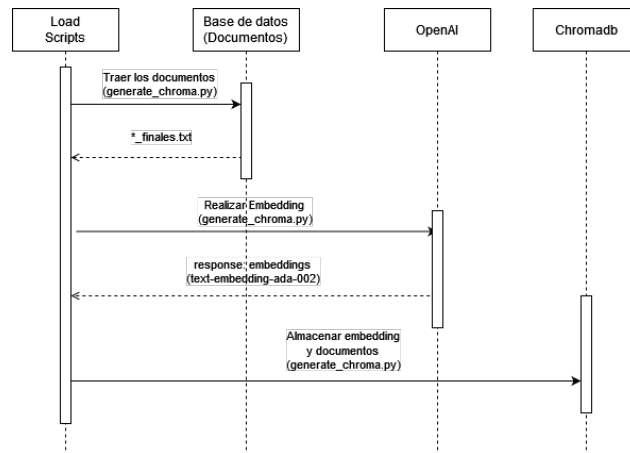 Load
Scripts
Base de datos
(Documentos)
OpenAI
Chromadb
Traer los documentos
(generate_chroma.py)
*_finales.txt
Realizar Embedding
(generate_chroma.py)
response: embeddings
(text-embedding-ada-002)
Almacenar embedding
y documentos
(generate_chroma.py)